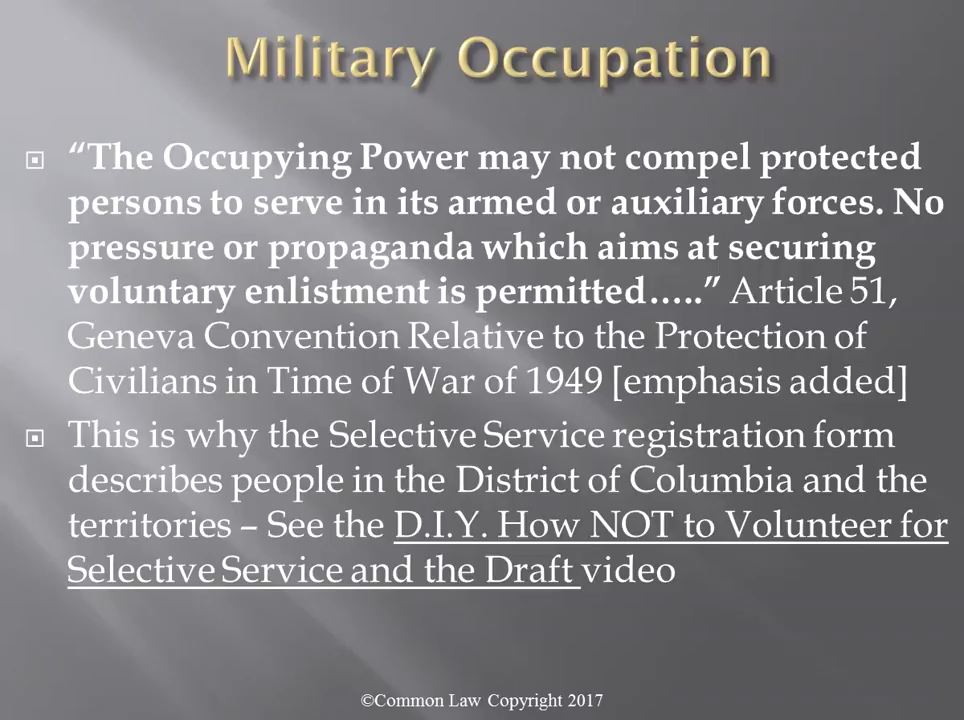 Military Occupation
“The Occupying Power may not compel protected
persons to serve in its armed or auxiliary forces. No
pressure or propaganda which aims at securing
voluntary enlistment is permitted…..” Article 51,
Geneva Convention Relative to the Protection of
Civilians in Time of War of 1949 [emphasis added]
This is why the Selective Service registration form
describes people in the District of Columbia and the
territories – See the D.I.Y. How NOT to Volunteer for
Selective Service and the Draft video
©Common Law Copyright 2017